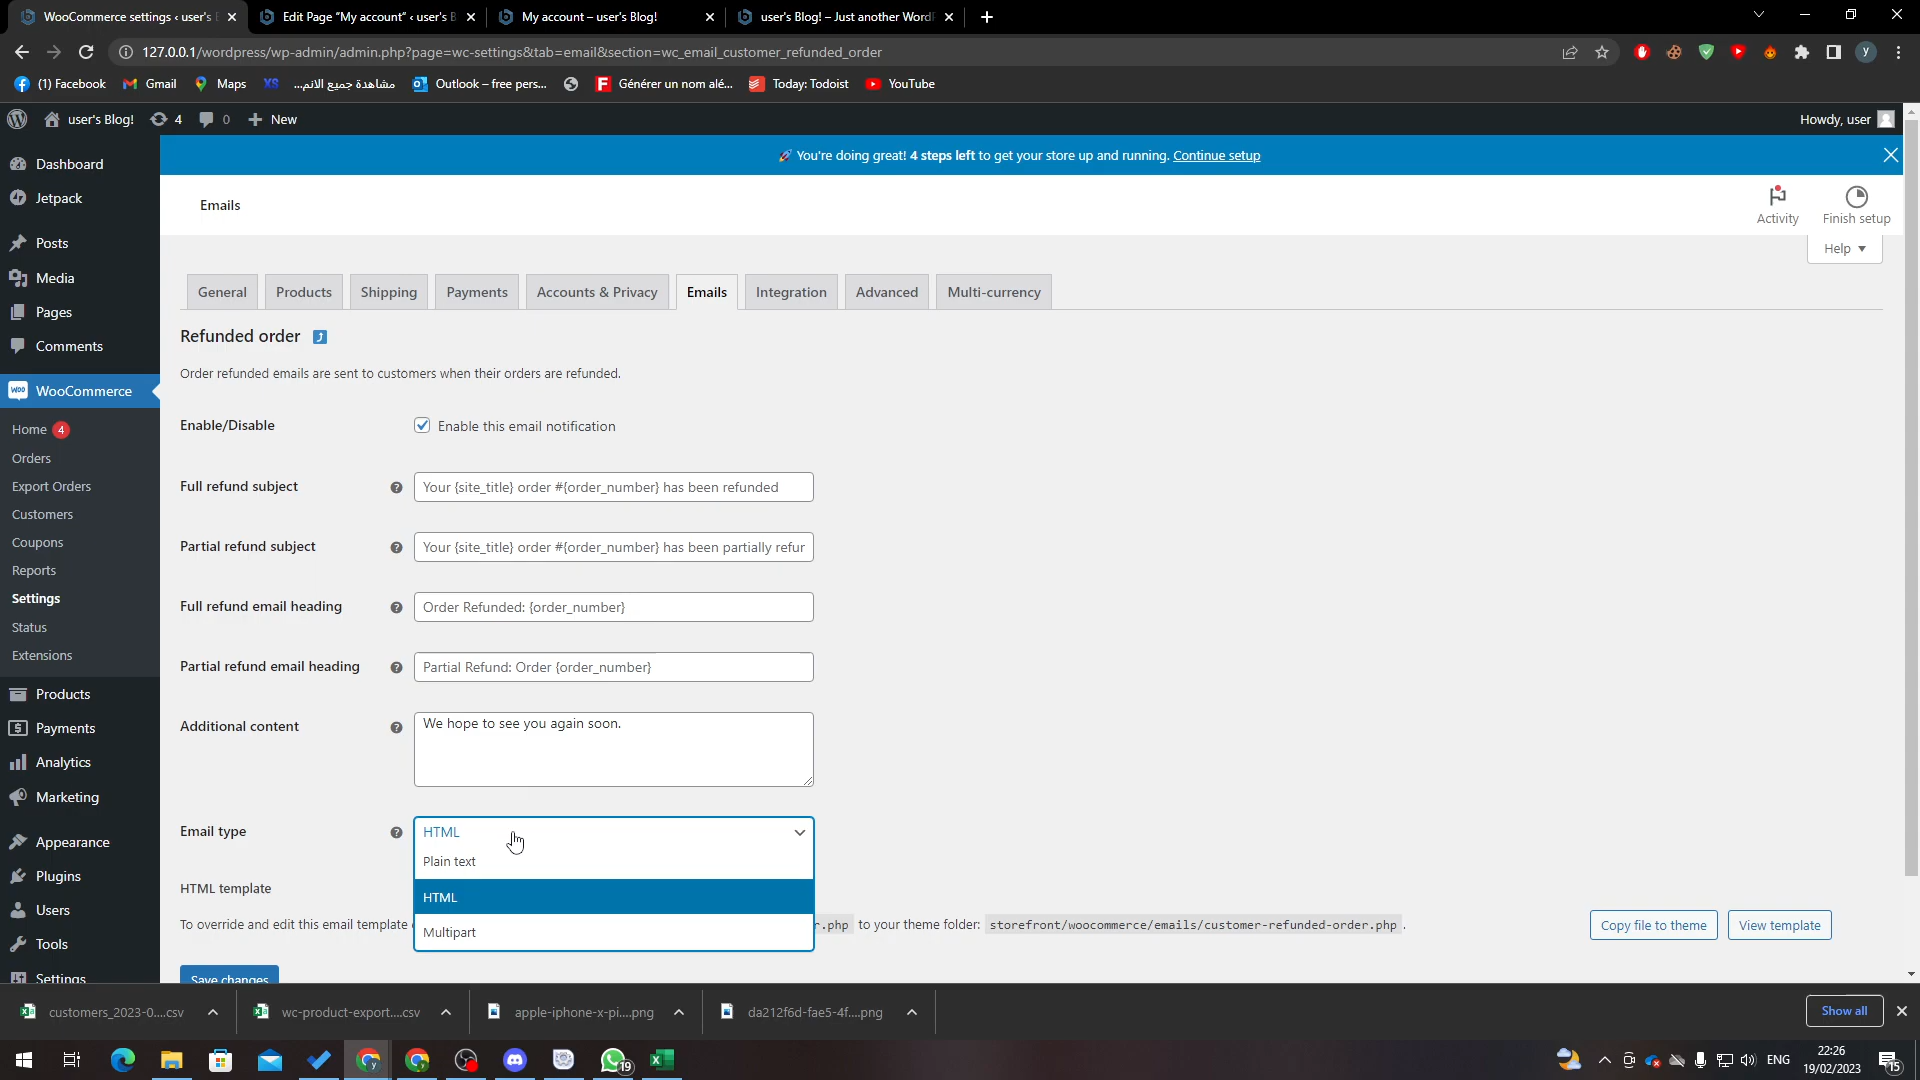 WooCommerce settings ‹ user's
Edit Page "My account" ‹ user's B
My account – user's Blog!
user's Blog! – Just another Word
127.0.0.1/wordpress/wp-admin/admin.php?page=wc-settings&tab=email&section=wc_email_customer_refunded_order
y
(1) Facebook
Gmail
Maps
XS
مشاهدة جميع الانم...
Outlook – free pers...
Générer un nom alé...
Today: Todoist
YouTube
user's Blog!
4
0
New
Howdy, user
Dashboard
Jetpack
Posts
Media
Pages
Comments
WooCommerce
Home 4
Orders
Export Orders
Customers
Coupons
Reports
Settings
Status
Extensions
Products
Payments
Analytics
Marketing
Appearance
Plugins
Users
Tools
Settings
You're doing great! 4 steps left to get your store up and running. Continue setup
Emails
Activity
Finish setup
Help
General
Products
Shipping
Payments
Accounts & Privacy
Emails
Integration
Advanced
Multi-currency
Refunded order
Order refunded emails are sent to customers when their orders are refunded.
Enable/Disable
Enable this email notification
Full refund subject
Your {site_title} order #{order_number} has been refunded
Partial refund subject
Your {site_title} order #{order_number} has been partially refur
Full refund email heading
Order Refunded: {order_number}
Partial refund email heading
Partial Refund: Order {order_number}
Additional content
We hope to see you again soon.
Email type
HTML
Plain text
HTML
Multipart
HTML template
To override and edit this email template
r.php to your theme folder: storefront/woocommerce/emails/customer-refunded-order.php .
Copy file to theme
View template
Save changes
customers_2023-0....csv
wc-product-export....csv
apple-iphone-x-pi....png
da212f6d-fae5-4f....png
Show all
19
ENG
22:26
19/02/2023
15